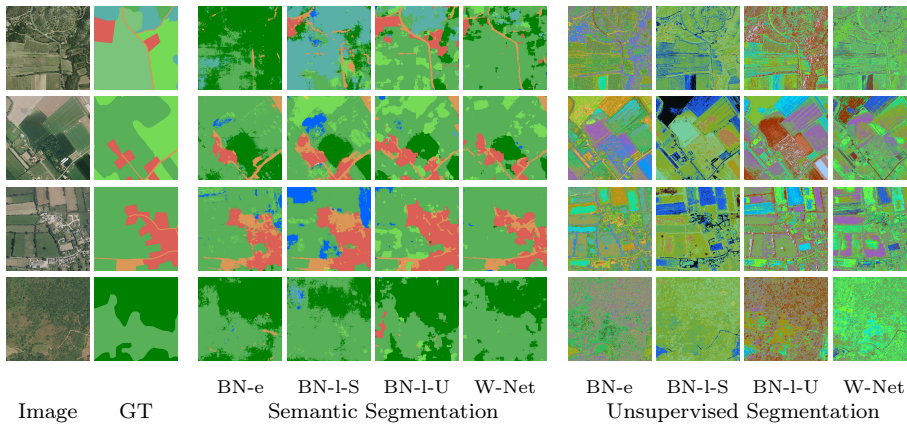 BN-e BN-l-S BN-l-U W-Net BN-e BN-l-S BN-l-U W-Net
Image GT Semantic Segmentation Unsupervised Segmentation